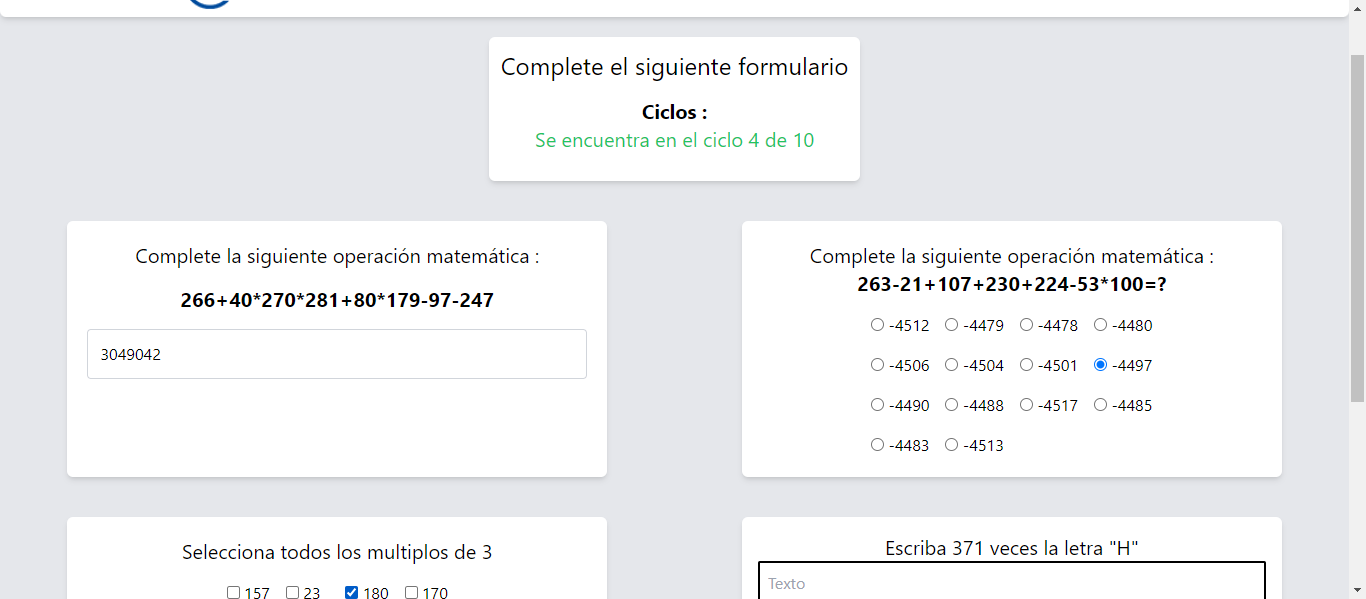 Complete el siguiente formulario
Ciclos :
Se encuentra en el ciclo 4 de 10
Complete la siguiente operación matemática :
266+40*270*281+80*179-97-247
3049042
Complete la siguiente operación matemática :
263-21+107+230+224-53*100=?
-4512 -4479 -4478 -4480
-4506 -4504 -4501 -4497
-4490 -4488 -4517 -4485
-4483 -4513
Selecciona todos los multiplos de 3
157 23 180 170
Escriba 371 veces la letra "H"
Texto